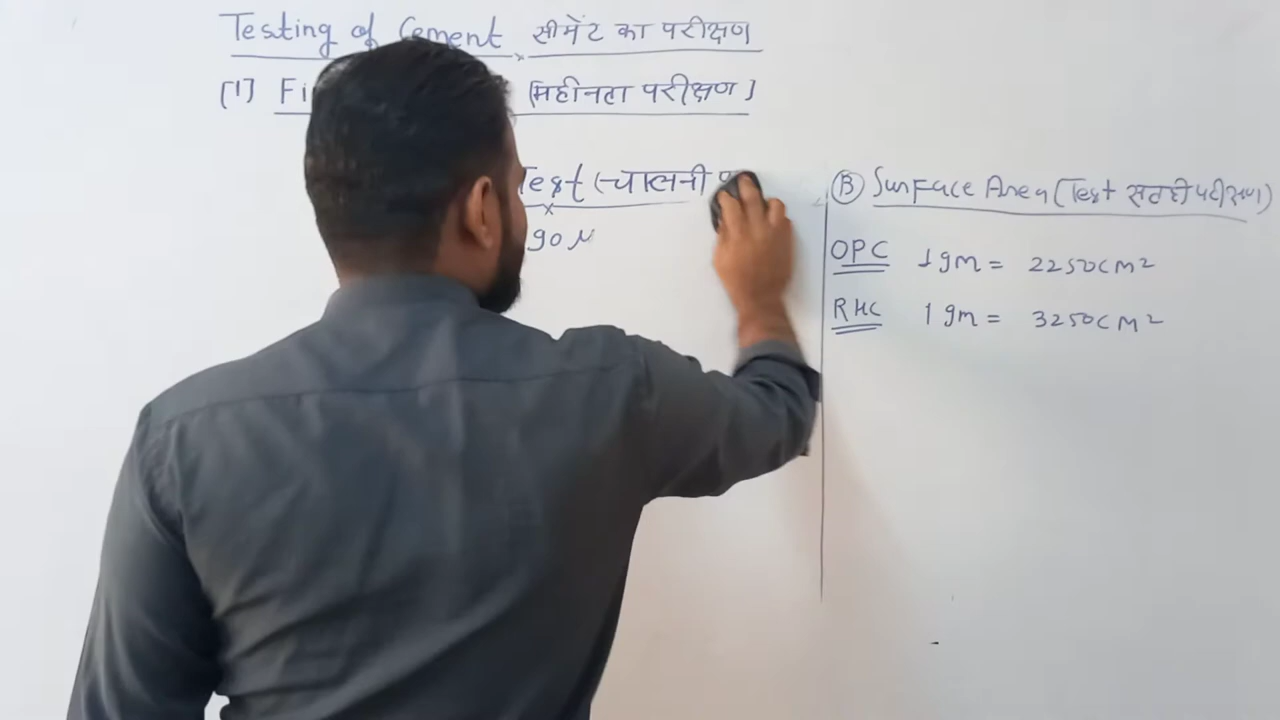 Testing of Cement सीमेंट का परीक्षण
(1) Fi (महीनता परीक्षण)
Test (चालनी
90 μ
(B) Surface Area (Test सतही परीक्षण)
OPC 1 gm = 2250 cm²
RHC 1 gm = 3250 cm²